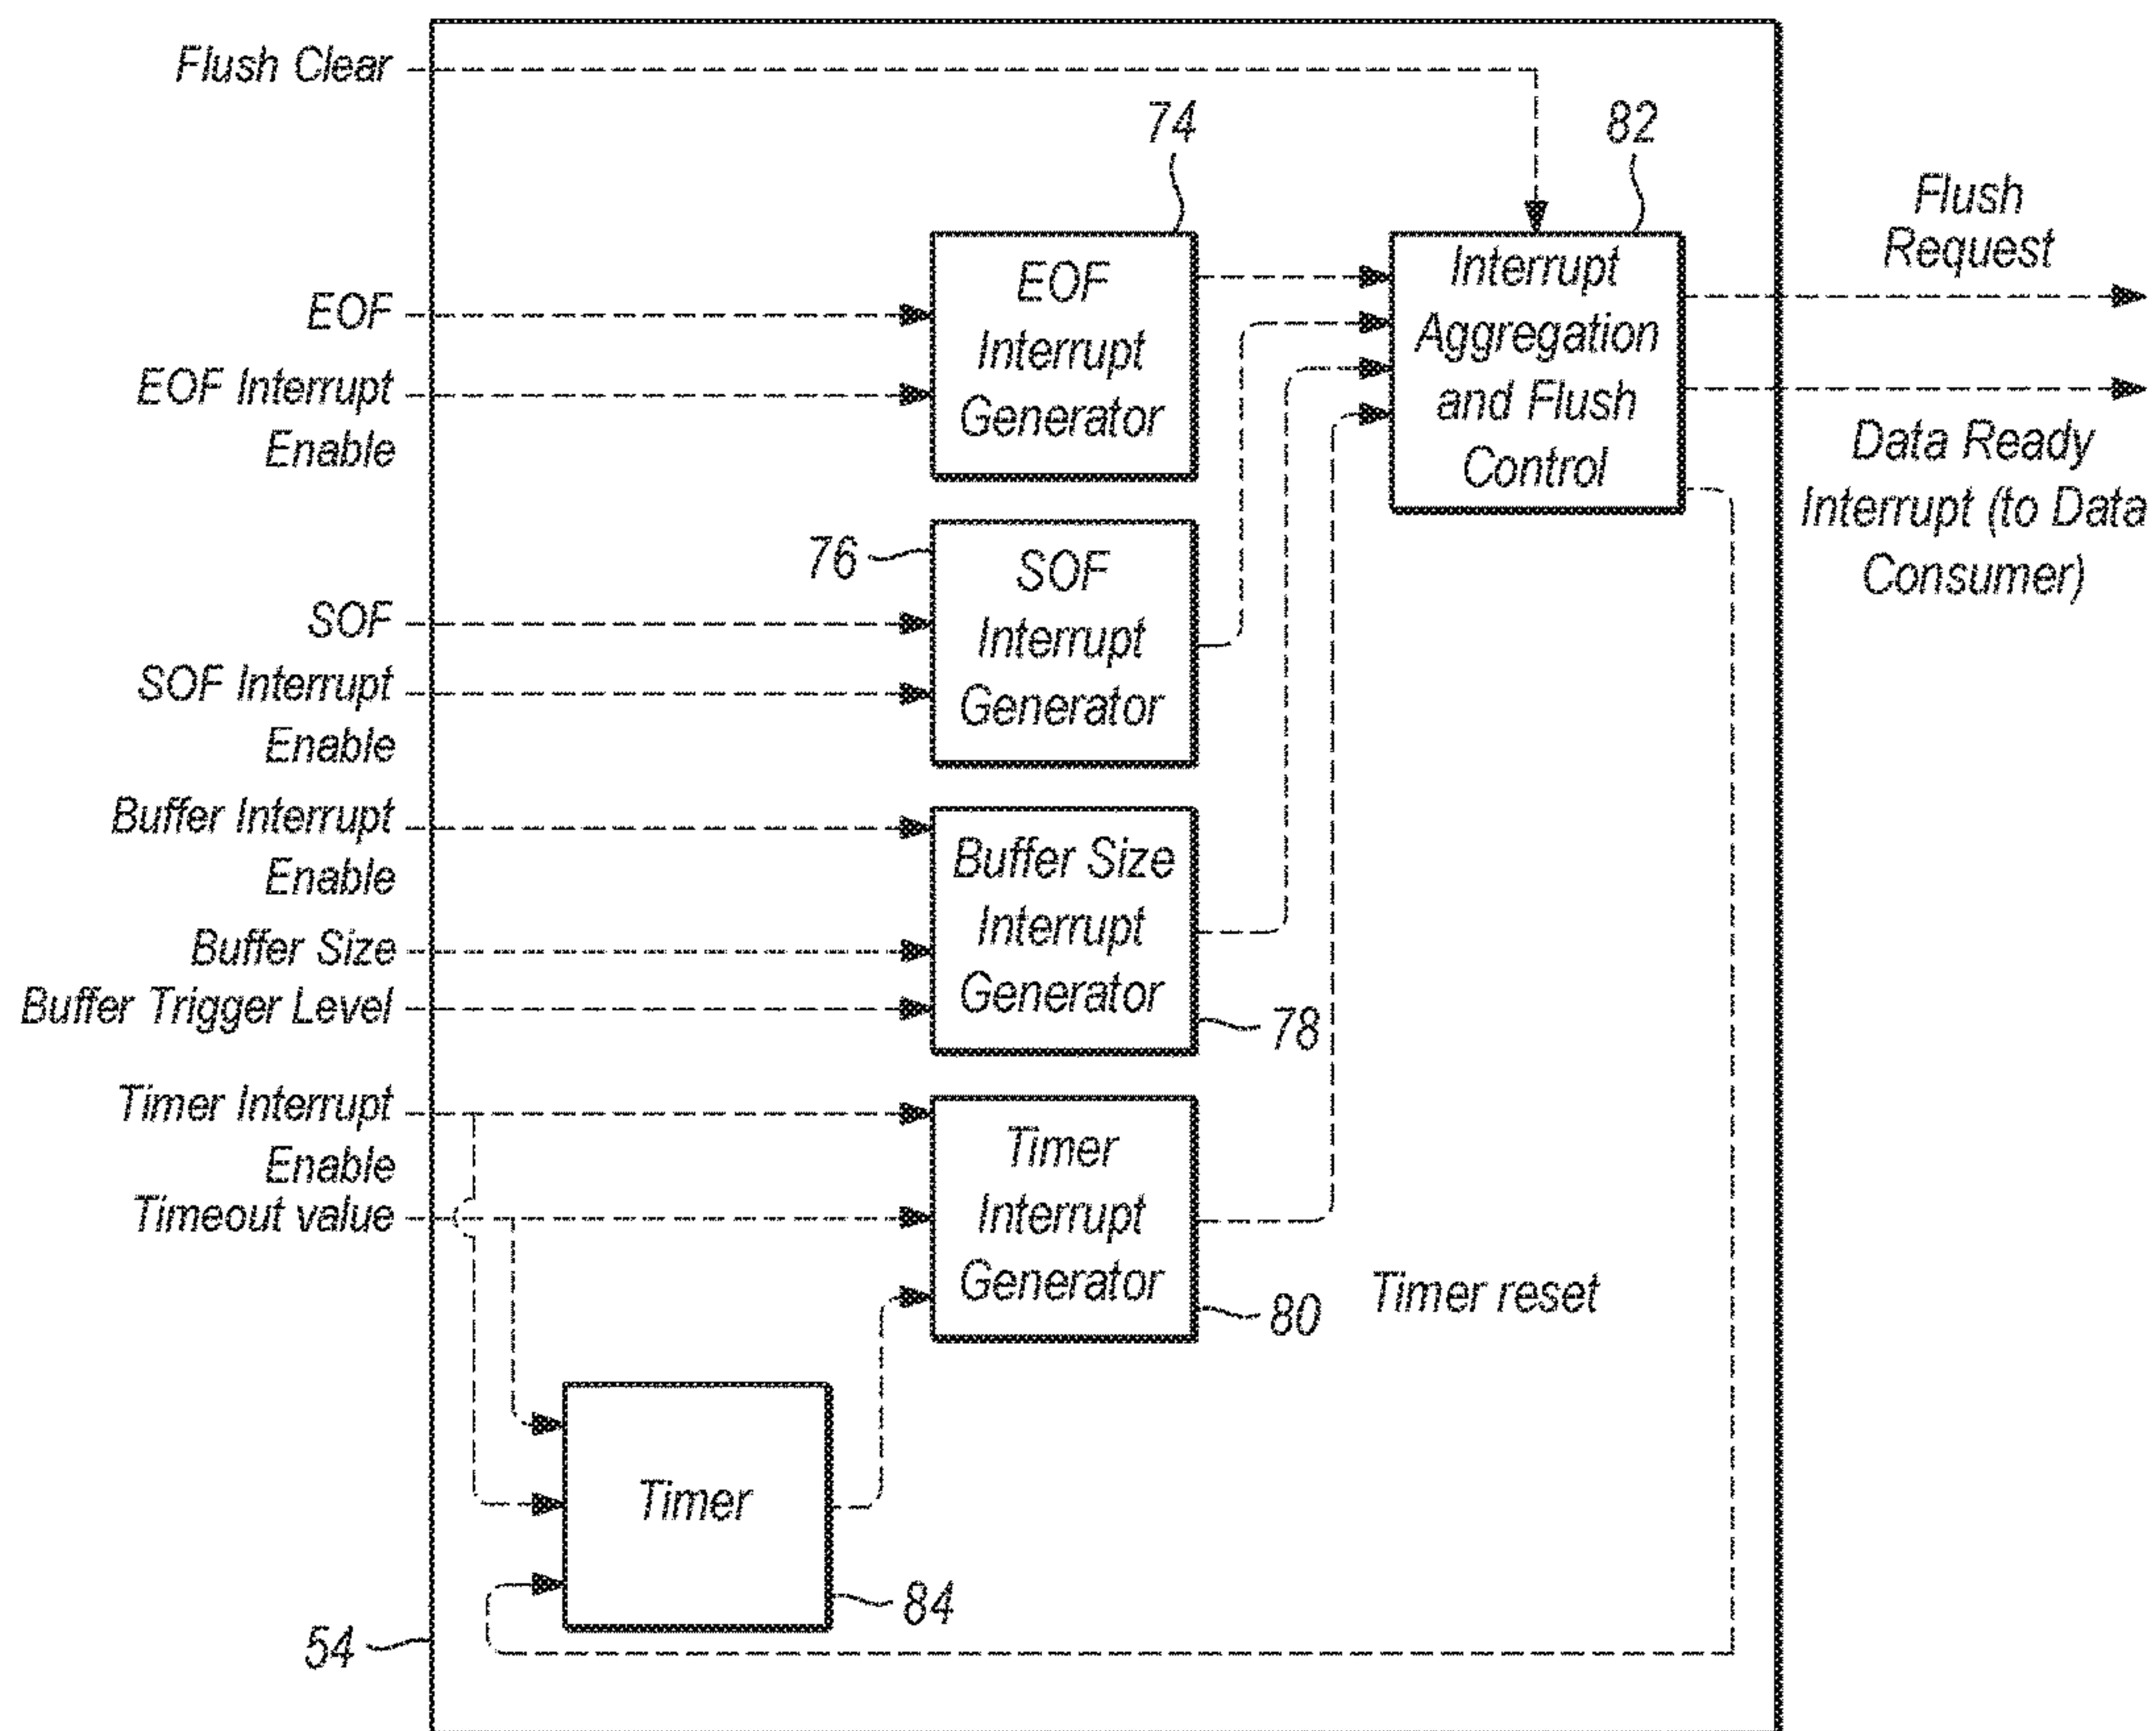 Flush Clear
74
82
Flush
Request
EOF
EOF Interrupt
Enable
EOF
Interrupt
Generator
Interrupt
Aggregation
and Flush
Control
Data Ready
Interrupt (to Data
Consumer)
76
SOF
SOF Interrupt
Enable
SOF
Interrupt
Generator
Buffer Interrupt
Enable
Buffer Size
Buffer Trigger Level
Buffer Size
Interrupt
Generator
78
Timer Interrupt
Enable
Timeout value
Timer
Interrupt
Generator
80
Timer reset
Timer
84
54